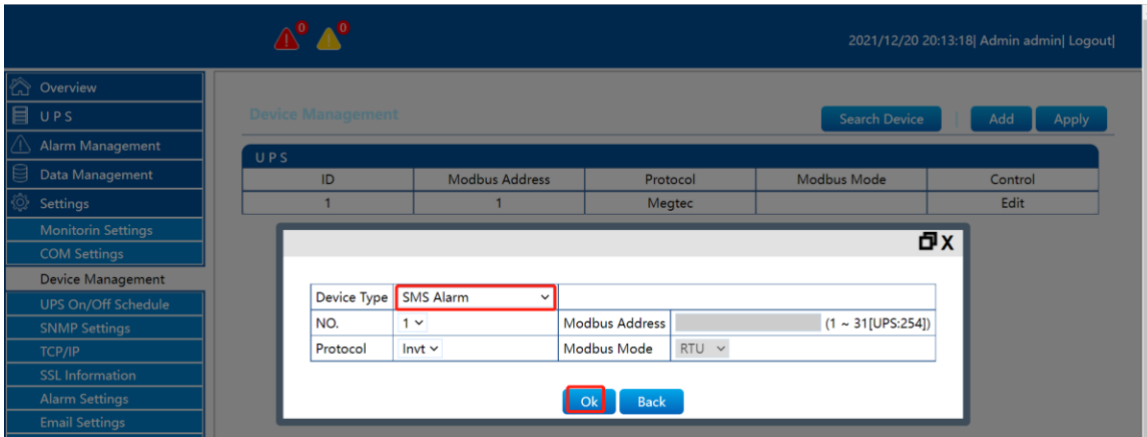 0 0
2021/12/20 20:13:18| Admin admin| Logout|
Overview
U P S
Alarm Management
Data Management
Settings
Monitorin Settings
COM Settings
Device Management
UPS On/Off Schedule
SNMP Settings
TCP/IP
SSL Information
Alarm Settings
Email Settings
Device Management Search Device | Add Apply
U P S
ID Modbus Address Protocol Modbus Mode Control
1 1 Megtec Edit
X
Device Type SMS Alarm
NO. 1 Modbus Address (1 ~ 31[UPS:254])
Protocol Invt Modbus Mode RTU
Ok Back